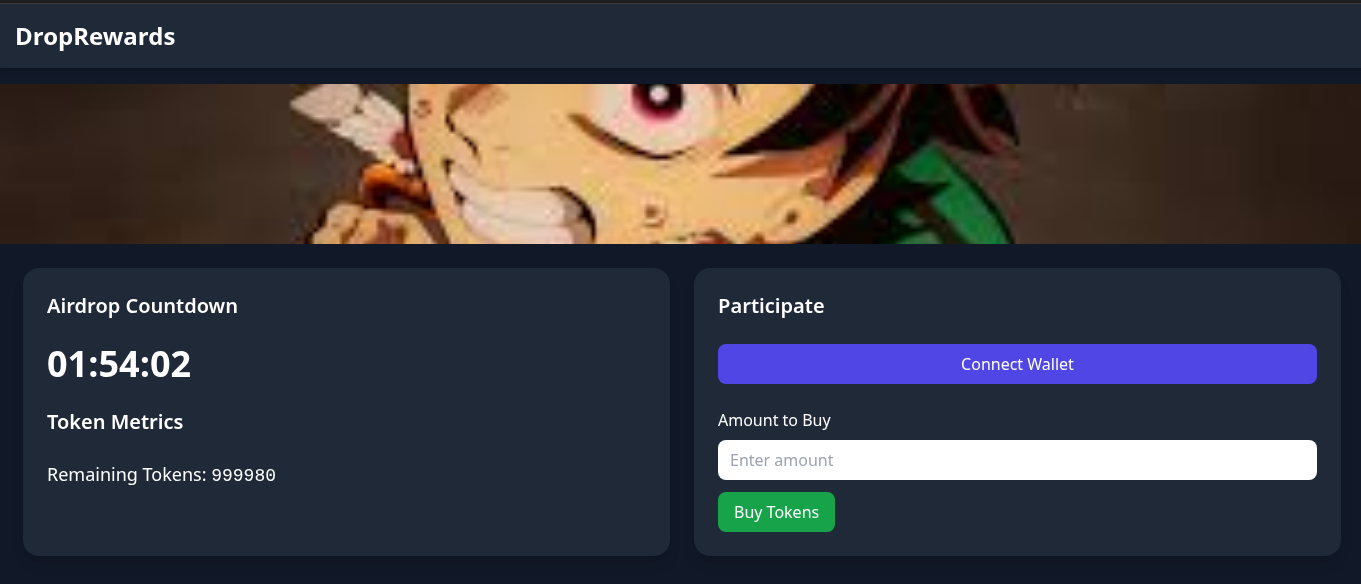 DropRewards
Airdrop Countdown
01:54:02
Token Metrics
Remaining Tokens: 999980
Participate
Connect Wallet
Amount to Buy
Enter amount
Buy Tokens